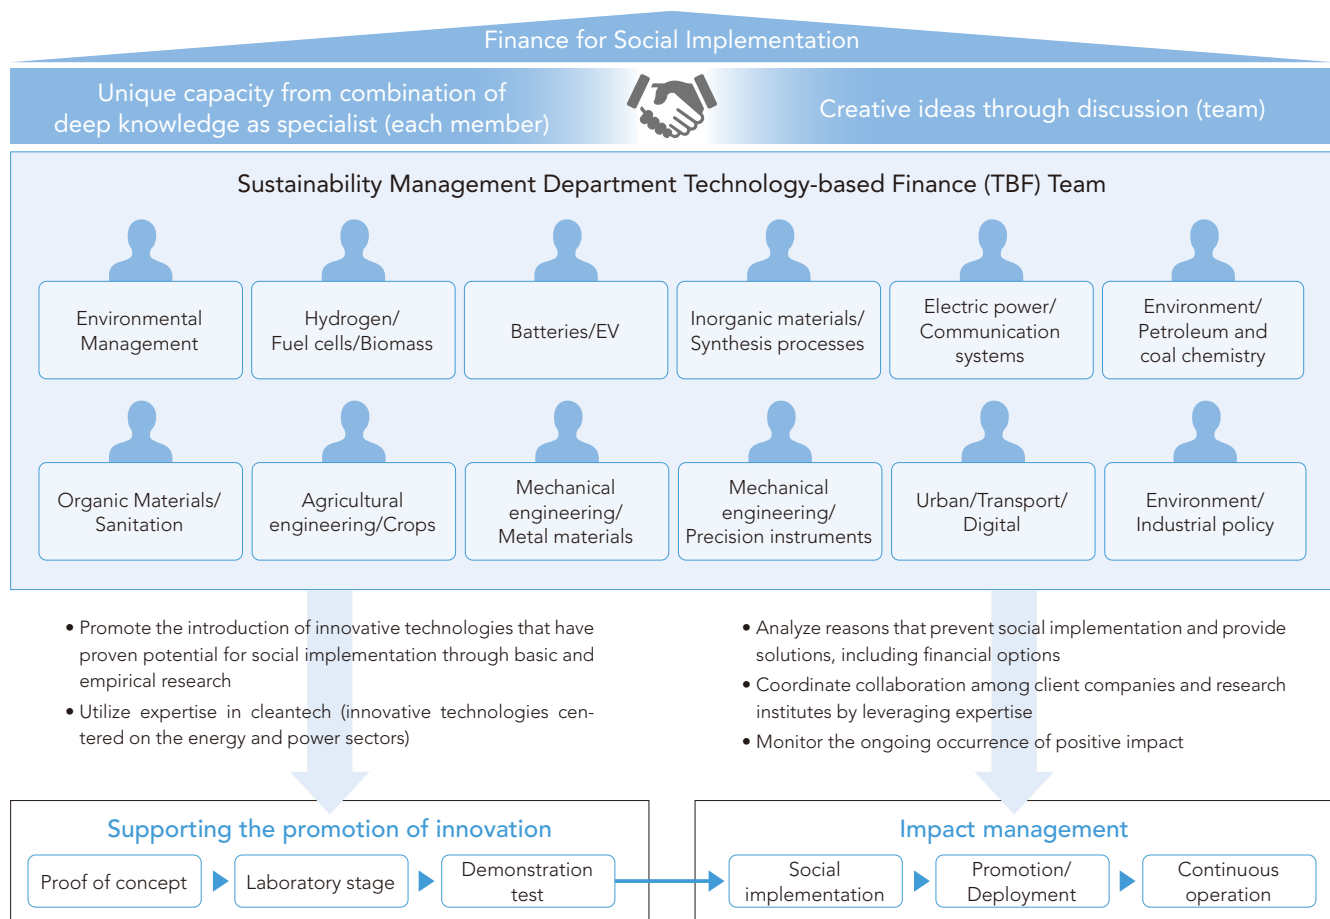 Finance for Social Implementation
Unique capacity from combination of
deep knowledge as specialist (each member)
Creative ideas through discussion (team)
Sustainability Management Department Technology-based Finance (TBF) Team
Environmental
Management
Hydrogen/
Fuel cells/Biomass
Batteries/EV
Inorganic materials/
Synthesis processes
Electric power/
Communication
systems
Environment/
Petroleum and
coal chemistry
Organic Materials/
Sanitation
Agricultural
engineering/Crops
Mechanical
engineering/
Metal materials
Mechanical
engineering/
Precision instruments
Urban/Transport/
Digital
Environment/
Industrial policy
• Promote the introduction of innovative technologies that have
proven potential for social implementation through basic and
empirical research
• Utilize expertise in cleantech (innovative technologies cen-
tered on the energy and power sectors)
• Analyze reasons that prevent social implementation and provide
solutions, including financial options
• Coordinate collaboration among client companies and research
institutes by leveraging expertise
• Monitor the ongoing occurrence of positive impact
Supporting the promotion of innovation
Proof of concept
Laboratory stage
Demonstration
test
Impact management
Social
implementation
Promotion/
Deployment
Continuous
operation